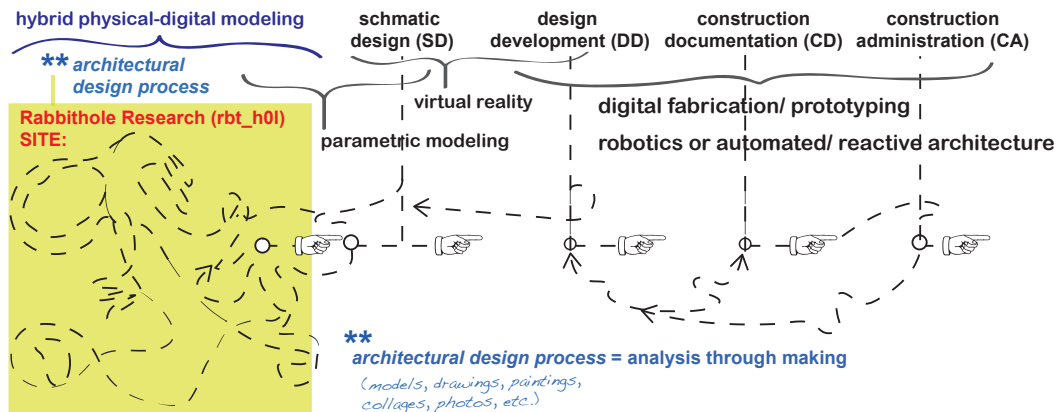 hybrid physical-digital modeling
schmatic
design (SD)
design
development (DD)
construction
documentation (CD)
construction
administration (CA)
** architectural
design process
virtual reality
digital fabrication/ prototyping
Rabbithole Research (rbt_h0l)
SITE:
parametric modeling
robotics or automated/ reactive architecture
**
architectural design process = analysis through making
(models, drawings, paintings,
collages, photos, etc.)